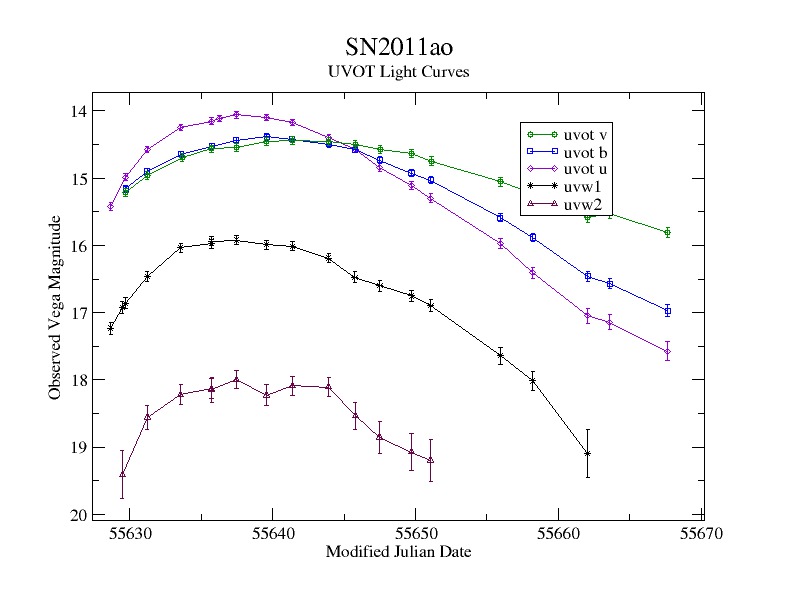 SN2011ao
UVOT Light Curves
Observed Vega Magnitude
14
15
16
17
18
19
20
uvot v
uvot b
uvot u
uvw1
uvw2
55630 55640 55650 55660 55670
Modified Julian Date